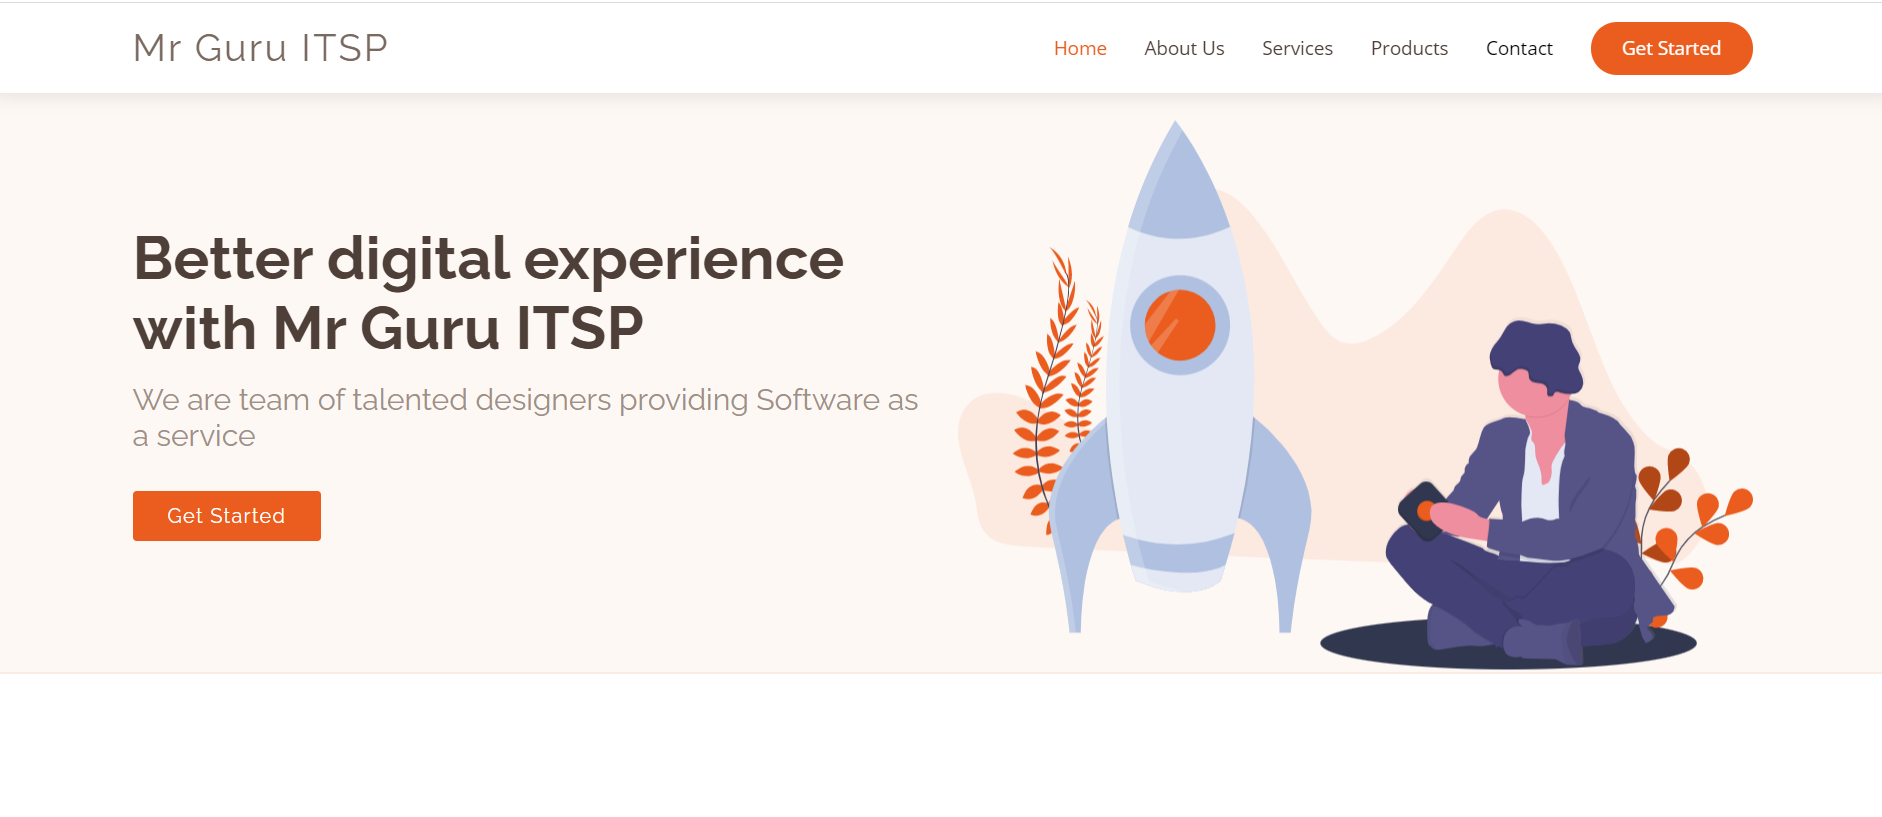 Mr Guru ITSP
Home About Us Services Products Contact Get Started
Better digital experience
with Mr Guru ITSP
We are team of talented designers providing Software as
a service
Get Started